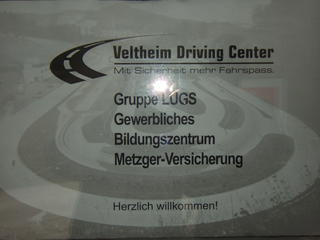 Veltheim Driving Center
Mit Sicherheit mehr Fahrspass.
Gruppe LUGS
Gewerbliches
Bildungszentrum
Metzger-Versicherung
Herzlich willkommen!